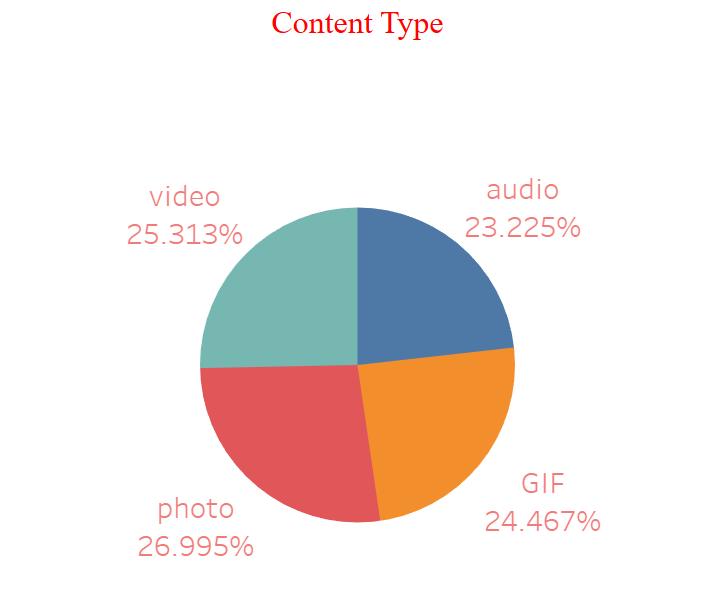 Content Type
video
25.313%
audio
23.225%
GIF
24.467%
photo
26.995%